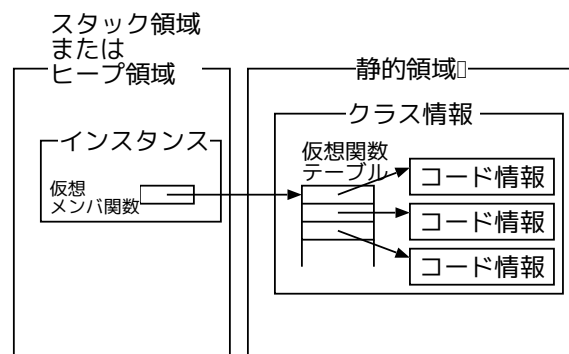 スタック領域
または
ヒープ領域
静的領域
クラス情報
インスタンス
仮想関数
テーブル
仮想
メンバ関数
コード情報
コード情報
コード情報